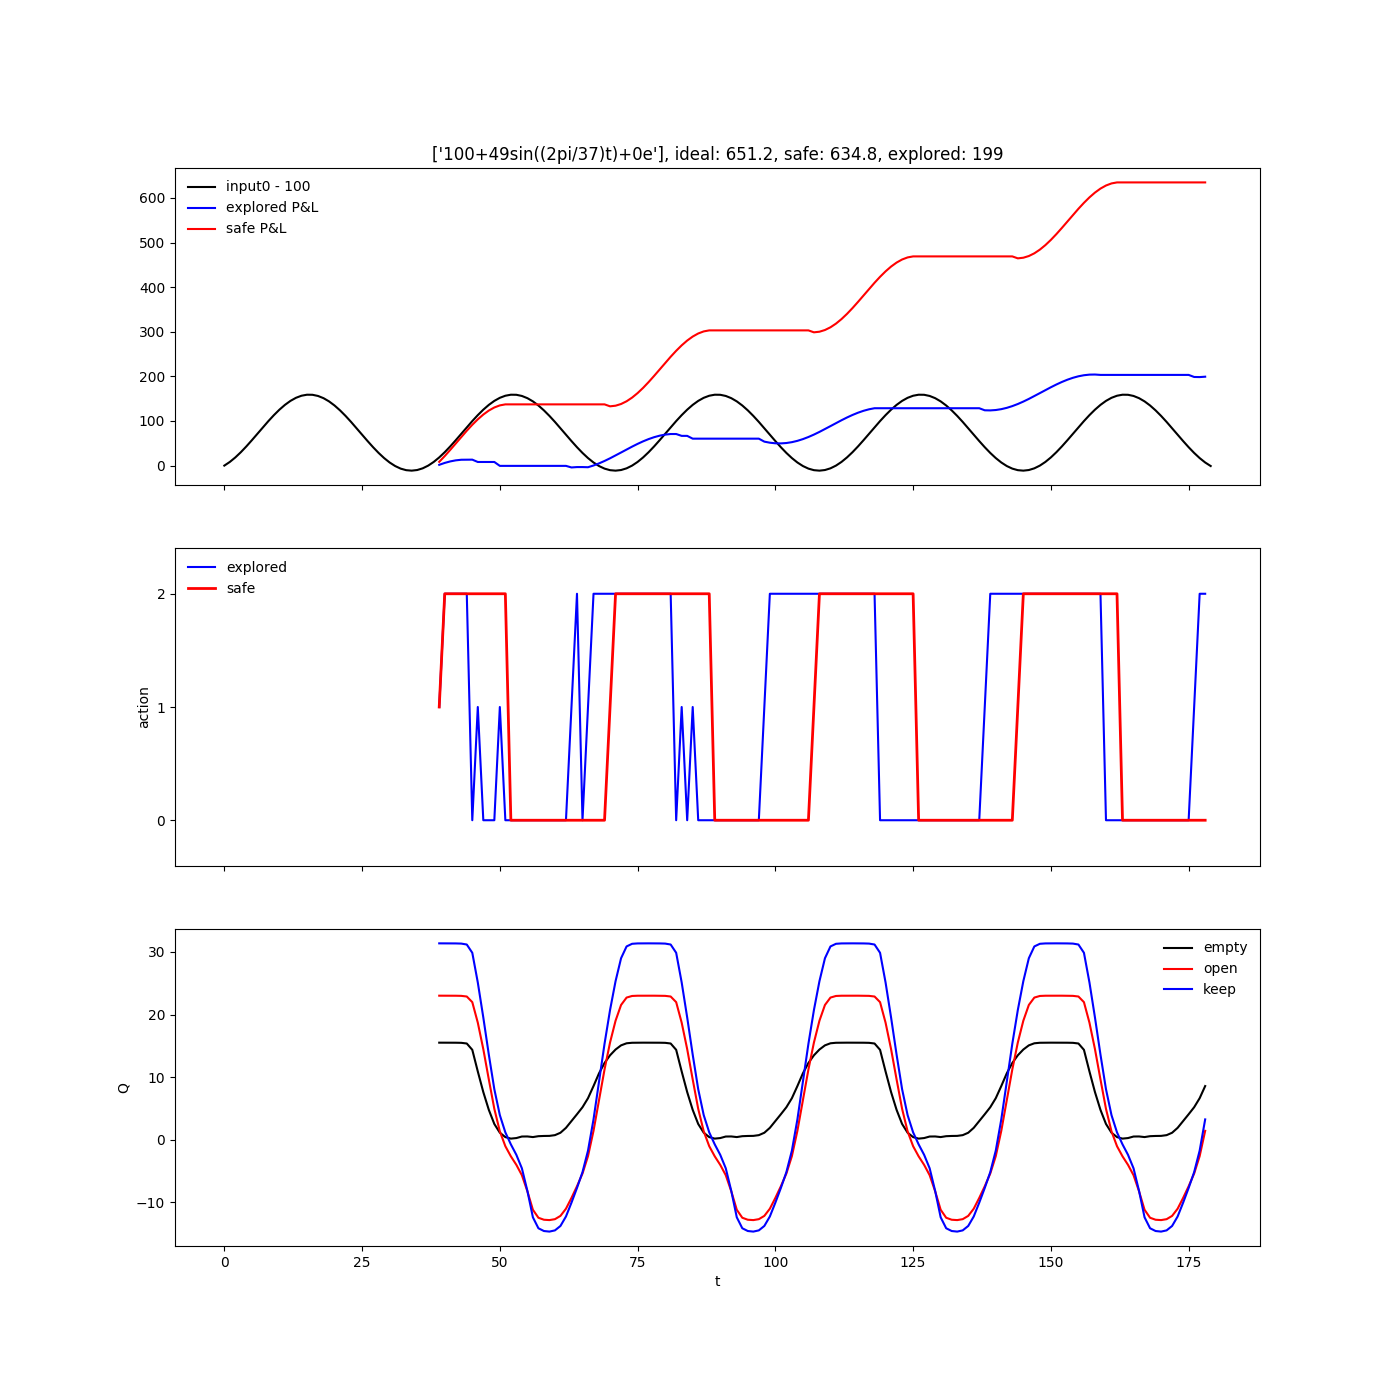 ['100+49sin((2pi/37)t)+0e'], ideal: 651.2, safe: 634.8, explored: 199
input0 - 100
explored P&L
safe P&L
600
500
400
300
200
100
0
explored
safe
2
1
0
action
empty
open
keep
30
20
10
0
−10
Q
0 25 50 75 100 125 150 175
t